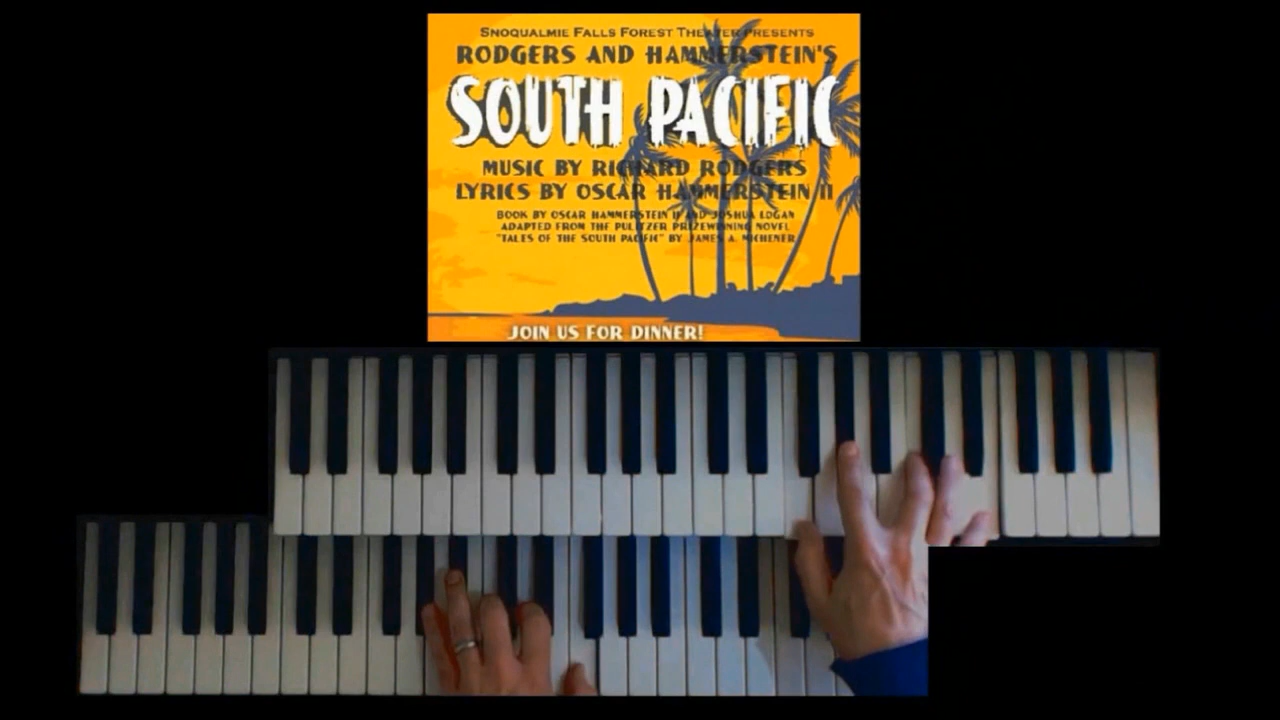 SNOQUALMIE FALLS FOREST THEATER PRESENTS
RODGERS AND HAMMERSTEIN'S
SOUTH PACIFIC
MUSIC BY RICHARD RODGERS
LYRICS BY OSCAR HAMMERSTEIN II
BOOK BY OSCAR HAMMERSTEIN II AND JOSHUA LOGAN
ADAPTED FROM THE PULITZER PRIZEWINNING NOVEL
"TALES OF THE SOUTH PACIFIC" BY JAMES A. MICHENER
JOIN US FOR DINNER!